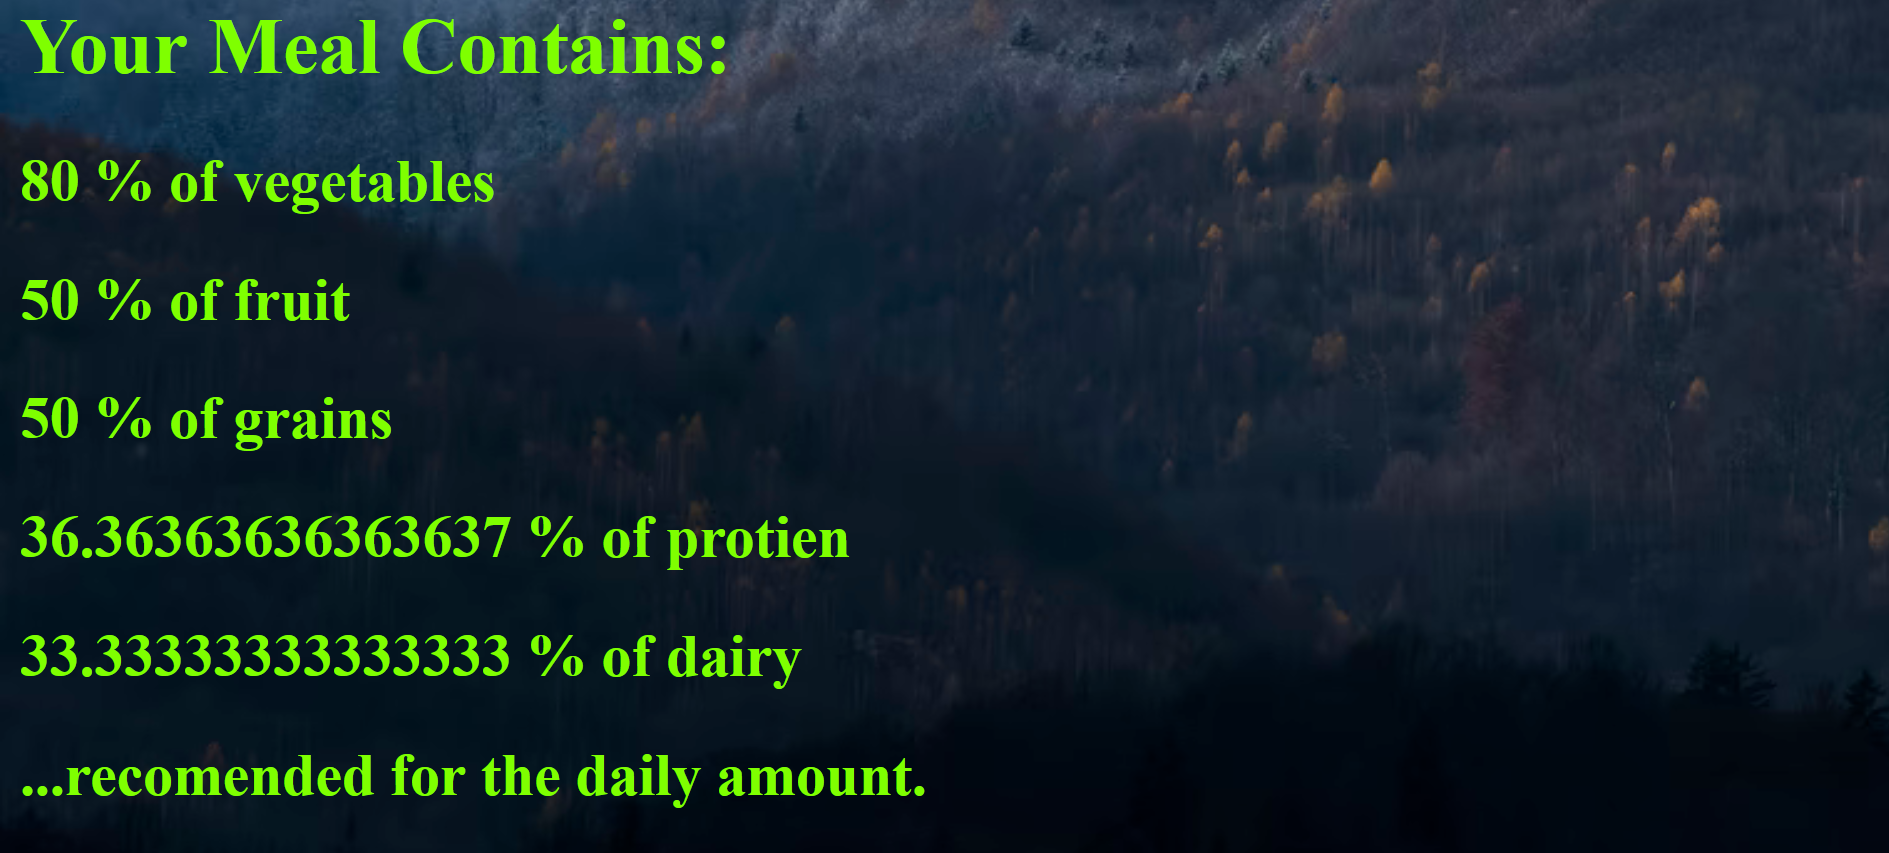 Your Meal Contains:
80 % of vegetables
50 % of fruit
50 % of grains
36.36363636363637 % of protien
33.33333333333333 % of dairy
...recomended for the daily amount.